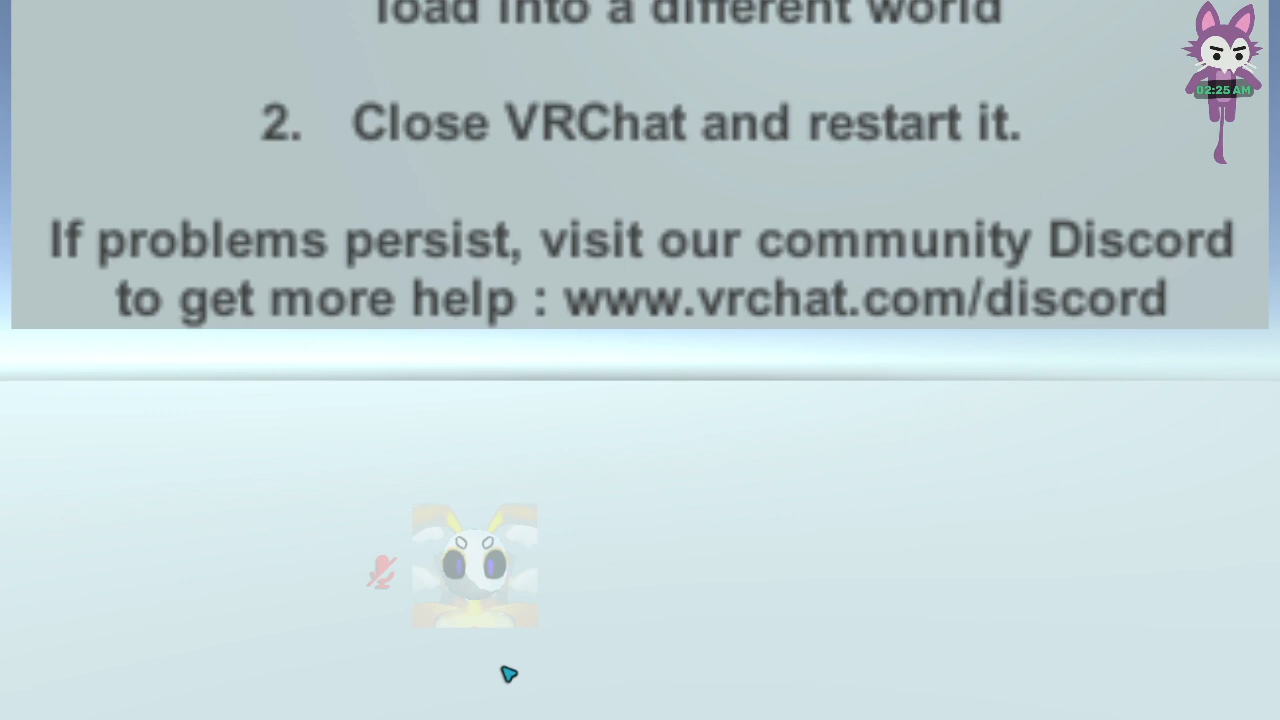 load into a different world
02:25 AM
2. Close VRChat and restart it.
If problems persist, visit our community Discord
to get more help : www.vrchat.com/discord